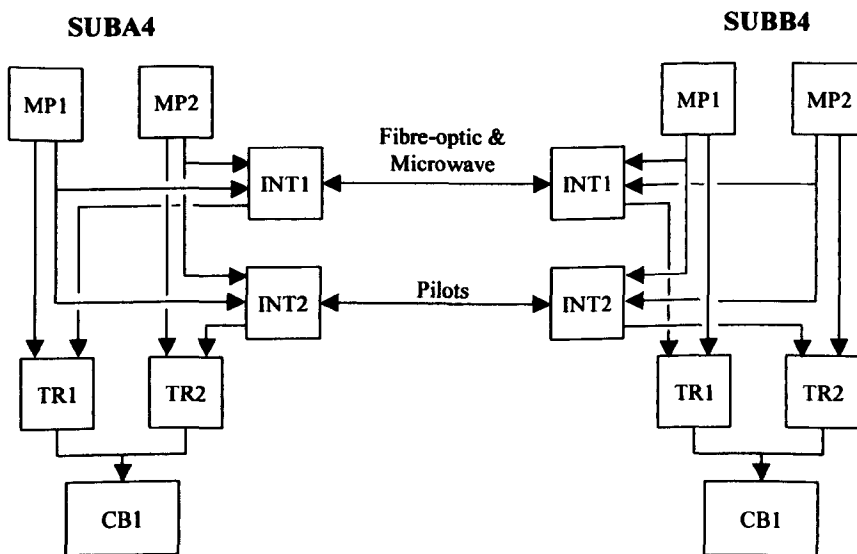 SUBA4
SUBB4
MP1
MP2
MP1
MP2
Fibre-optic &
Microwave
INT1
INT1
INT2
Pilots
INT2
TR1
TR2
TR1
TR2
CB1
CB1